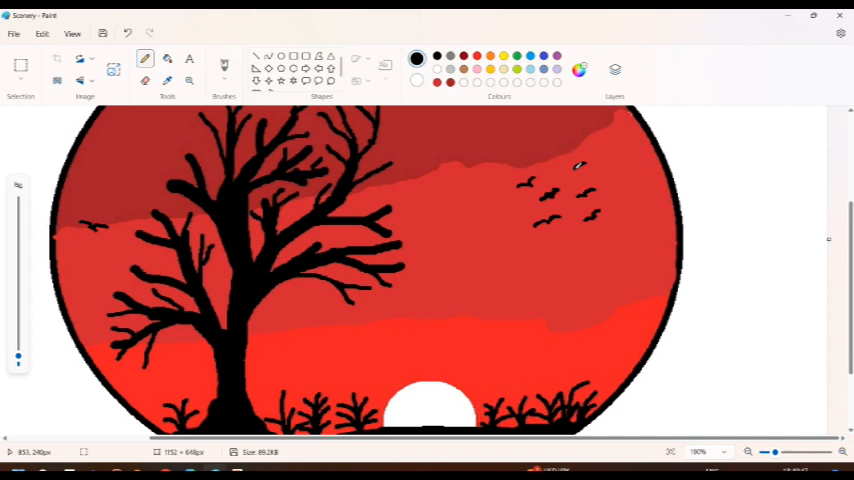 Scenery - Paint
File Edit View
A
Selection Image Tools Brushes Shapes Colours Layers
853, 240px 1152 × 648px Size: 89.2KB 190%